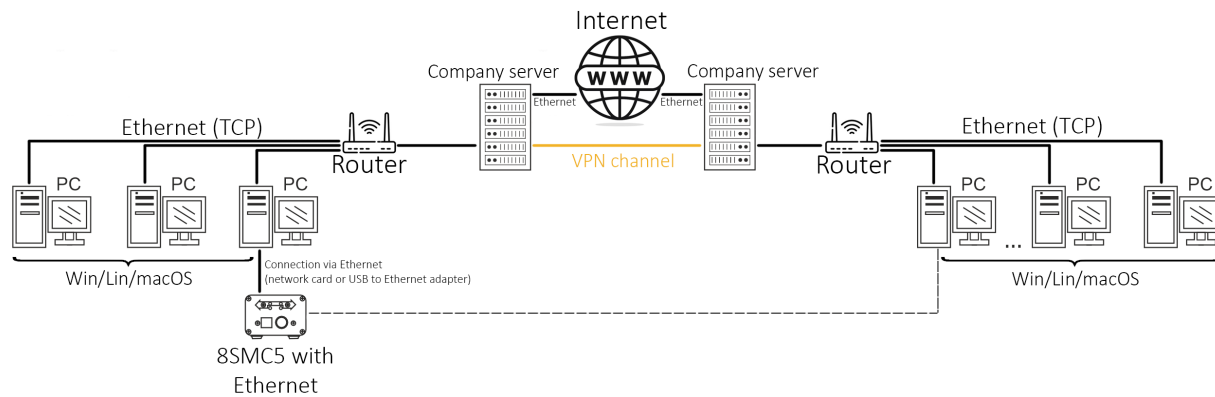 Internet
Company server
Company server
WWW
Ethernet
Ethernet
Ethernet (TCP)
Ethernet (TCP)
Router
VPN channel
Router
PC
PC
PC
PC
PC
PC
...
Win/Lin/macOS
Connection via Ethernet
(network card or USB to Ethernet adapter)
Win/Lin/macOS
8SMC5 with
Ethernet